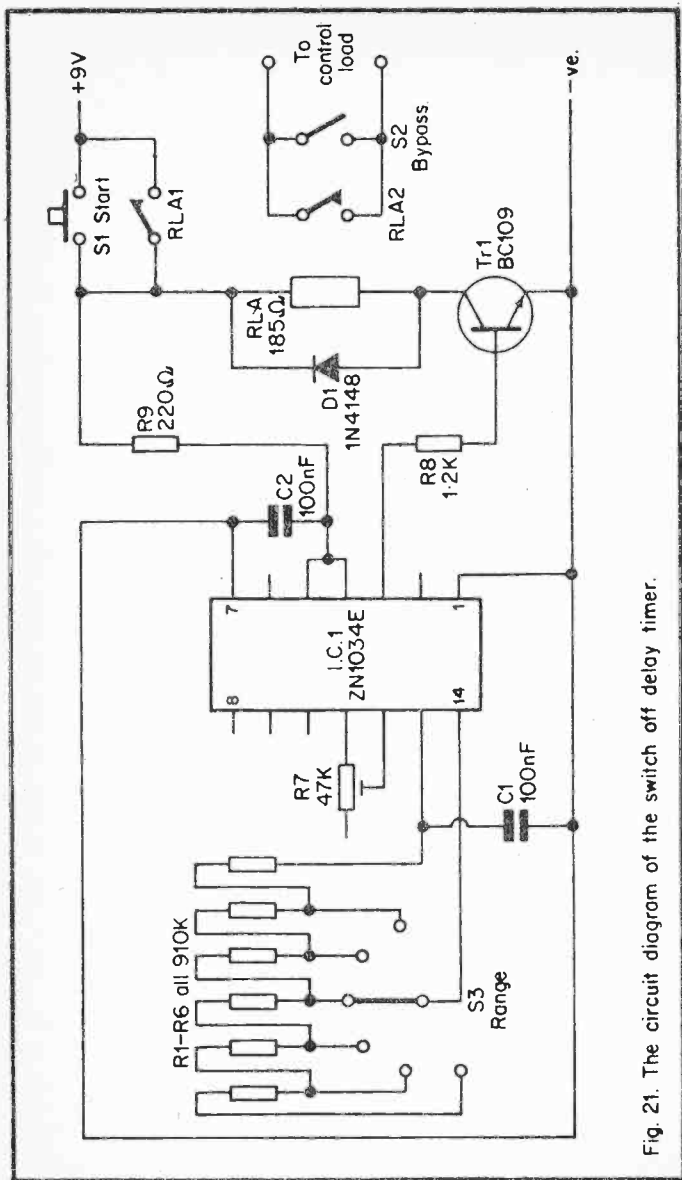 +9V
S1 Start
RLA1
To
control
load
S2
Bypass.
RLA2
R9
220Ω
RLA
185Ω
D1
1N4148
Tr1
BC109
-ve.
C2
100nF
R8
1·2K
7
8
I.C.1
ZN1034E
1
14
R7
47K
C1
100nF
R1-R6 all 910K
S3
Range
Fig. 21. The circuit diagram of the switch off delay timer.